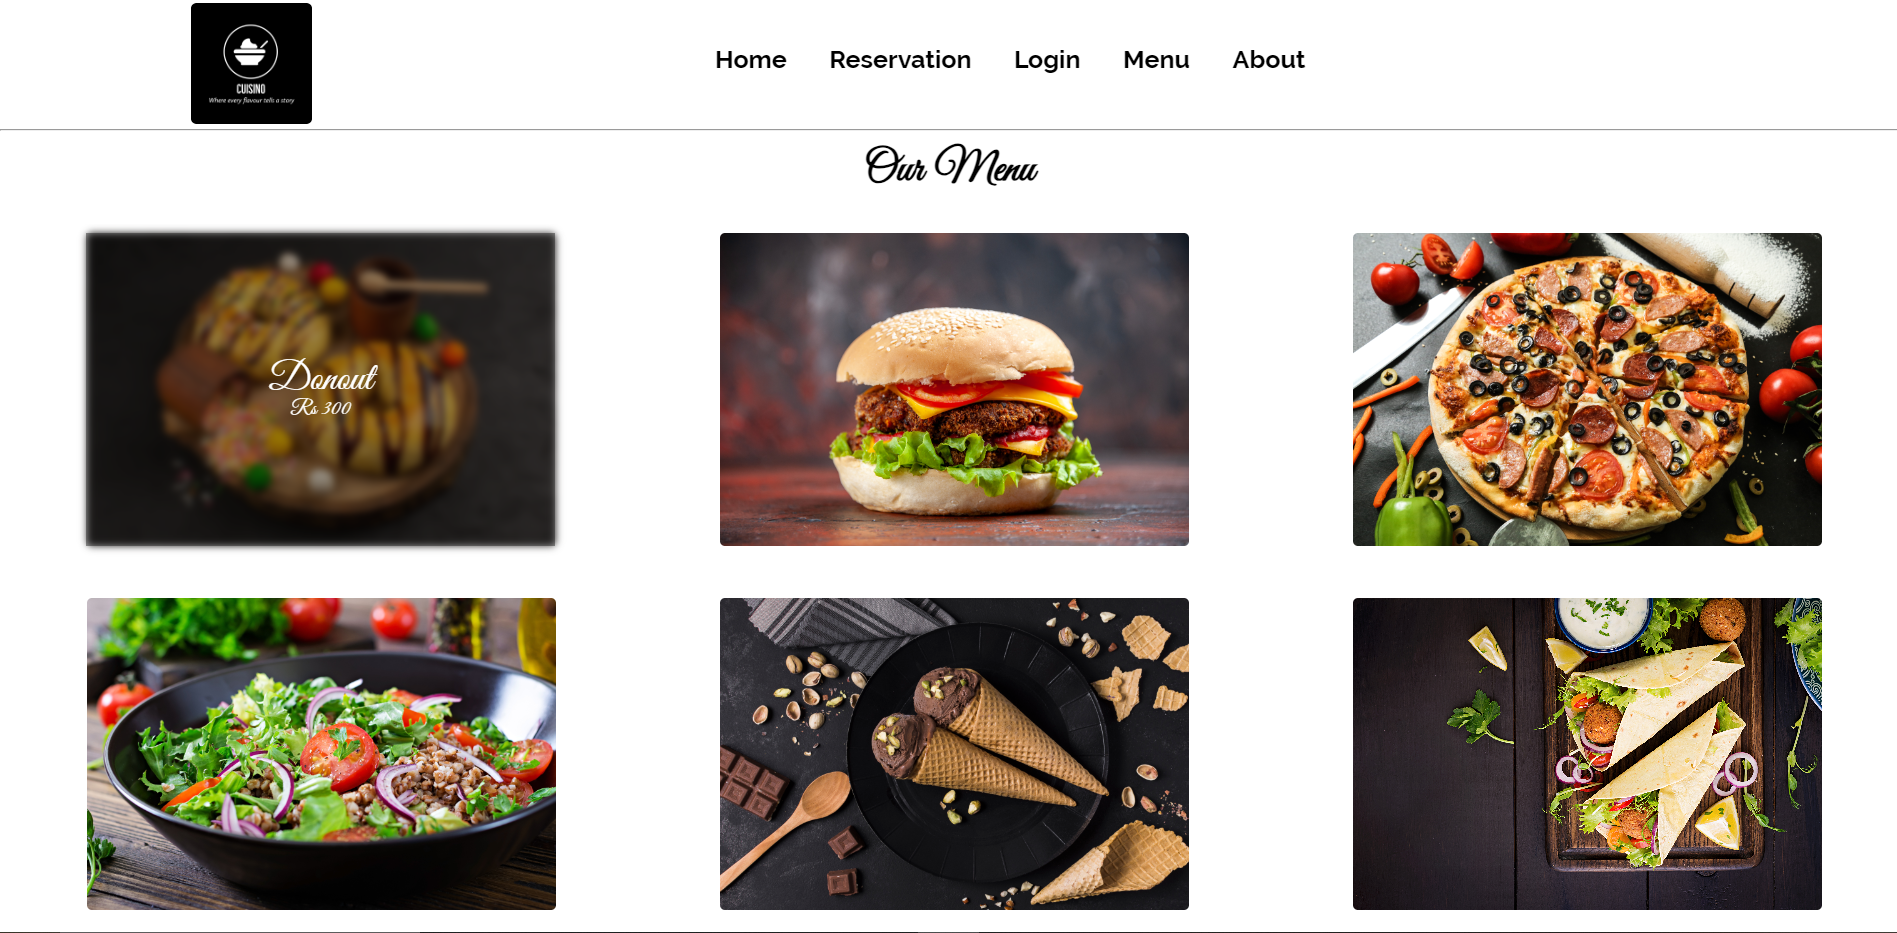 CUISINO
Where every flavour tells a story
Home Reservation Login Menu About
Our Menu
Donout
Rs 300